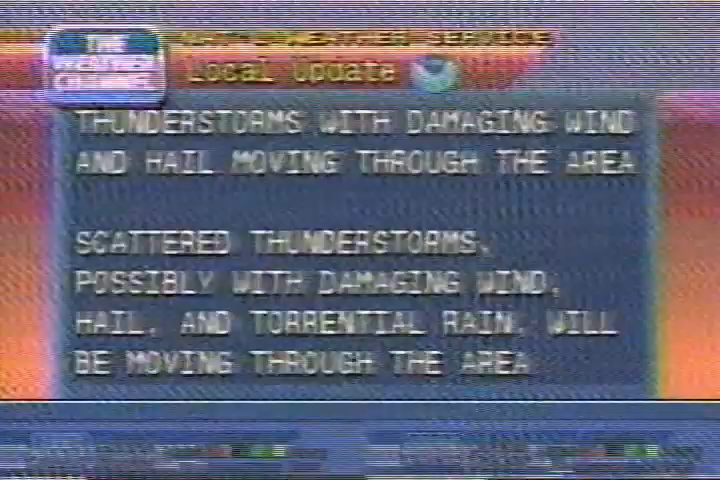 THE
WEATHER
CHANNEL
NAT'L WEATHER SERVICE
Local Update
THUNDERSTORMS WITH DAMAGING WIND
AND HAIL MOVING THROUGH THE AREA
SCATTERED THUNDERSTORMS,
POSSIBLY WITH DAMAGING WIND,
HAIL, AND TORRENTIAL RAIN, WILL
BE MOVING THROUGH THE AREA